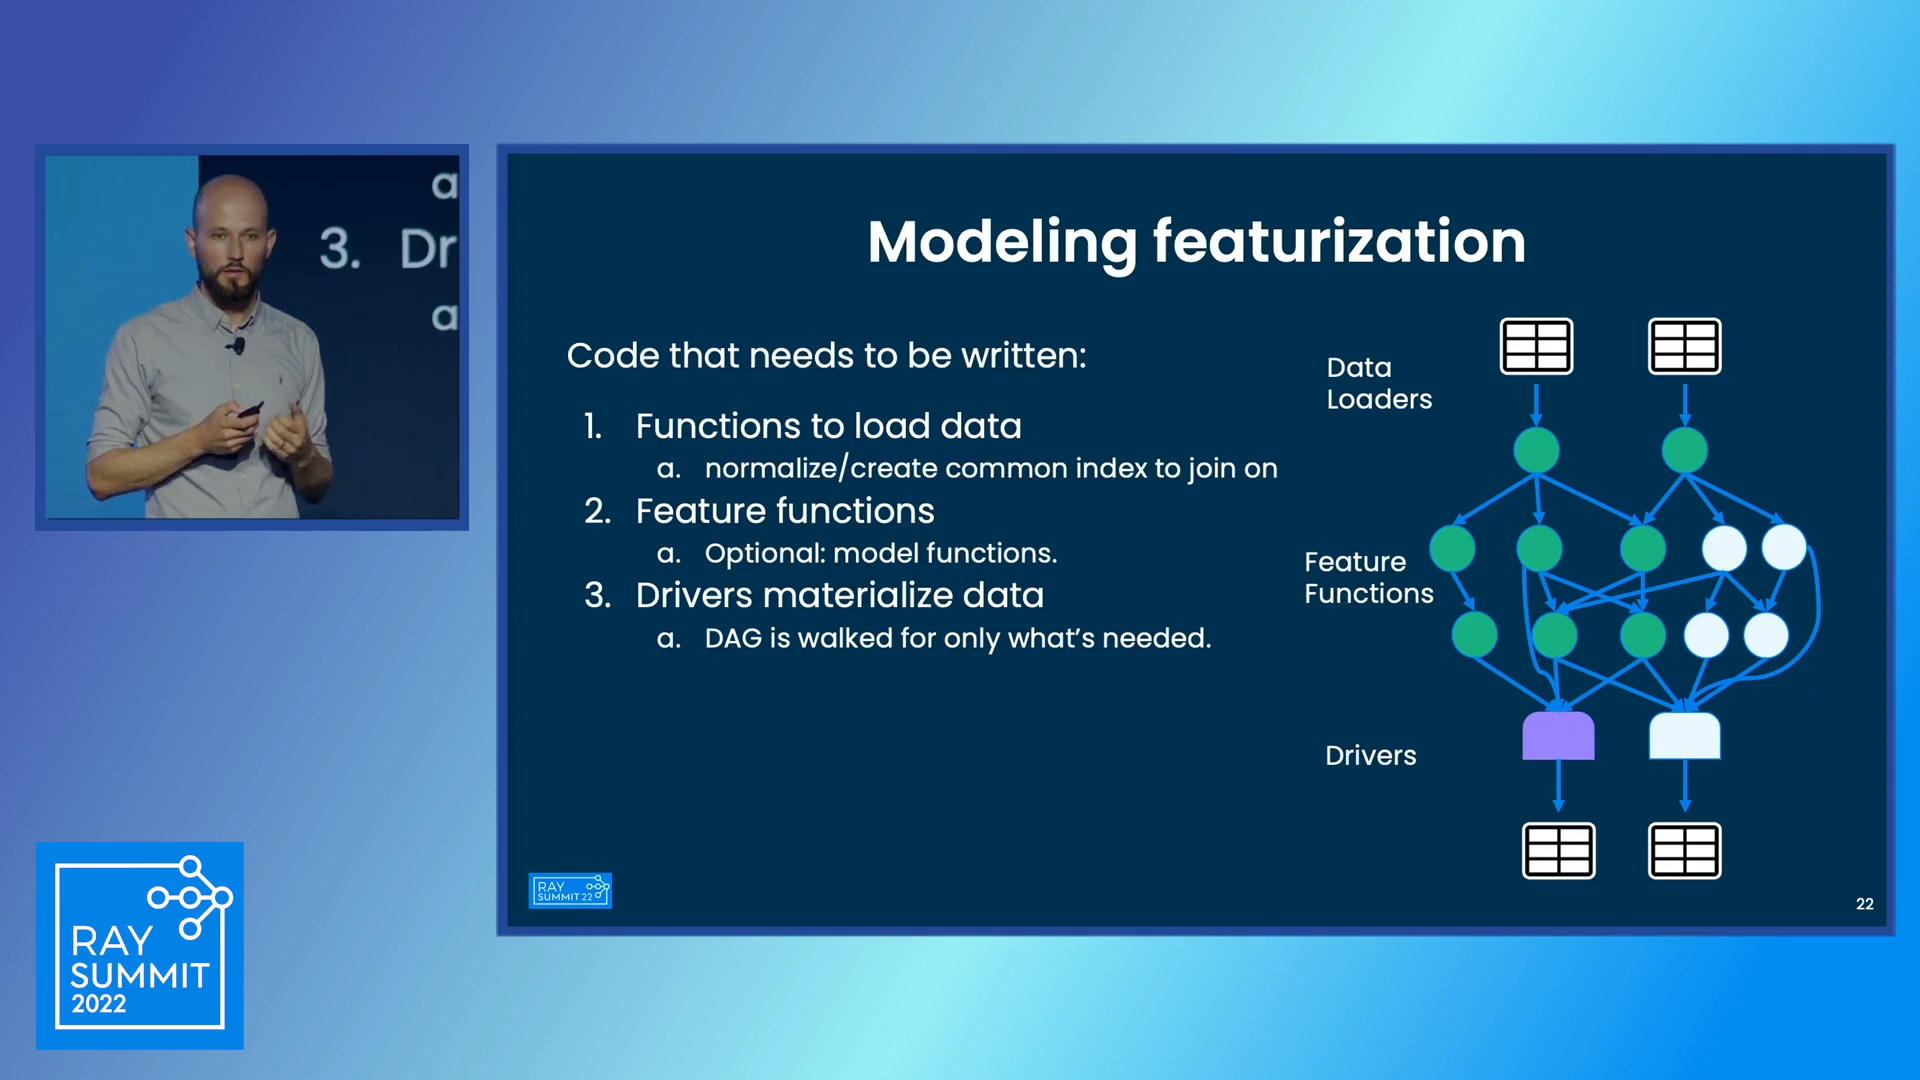 a
3. Dr
a
Modeling featurization
Code that needs to be written:
1. Functions to load data
a. normalize/create common index to join on
2. Feature functions
a. Optional: model functions.
3. Drivers materialize data
a. DAG is walked for only what's needed.
Data
Loaders
Feature
Functions
Drivers
RAY
SUMMIT 22
22
RAY
SUMMIT
2022